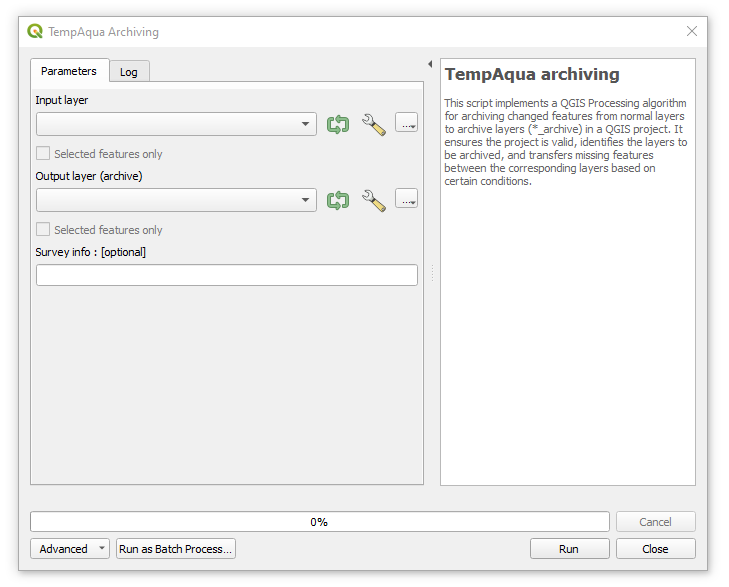 TempAqua Archiving
Parameters
Log
Input layer
...
Selected features only
Output layer (archive)
...
Selected features only
Survey info : [optional]
TempAqua archiving
This script implements a QGIS Processing algorithm
for archiving changed features from normal layers
to archive layers (*_archive) in a QGIS project. It
ensures the project is valid, identifies the layers to
be archived, and transfers missing features
between the corresponding layers based on
certain conditions.
0%
Cancel
Advanced
Run as Batch Process...
Run
Close